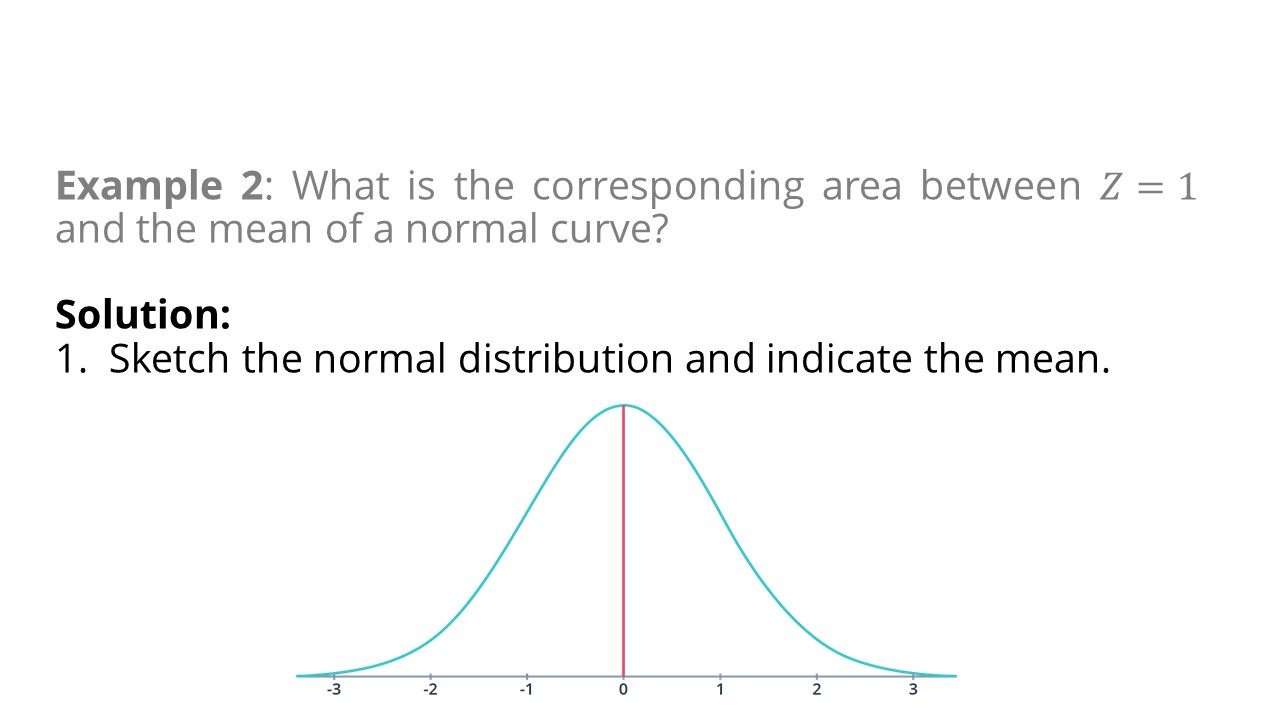 Example 2: What is the corresponding area between Z = 1
and the mean of a normal curve?
Solution:
1. Sketch the normal distribution and indicate the mean.
-3 -2 -1 0 1 2 3